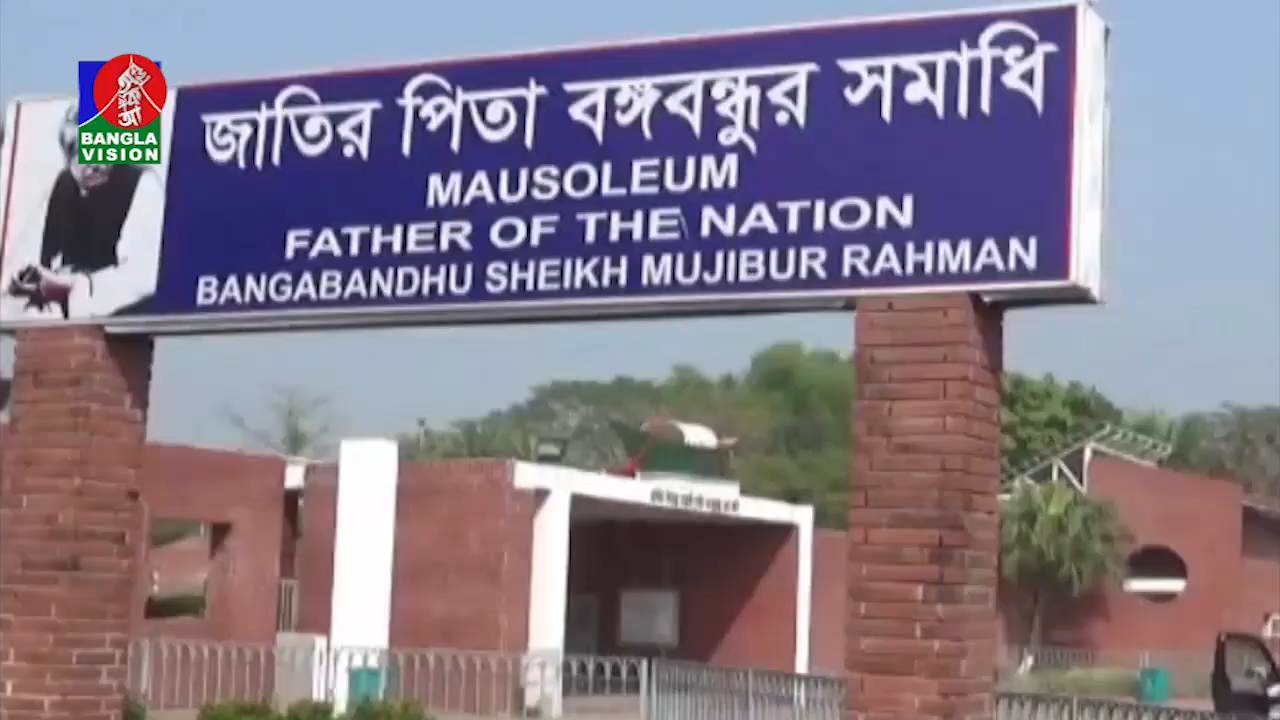 BANGLA
VISION
জাতির পিতা বঙ্গবন্ধুর সমাধি
MAUSOLEUM
FATHER OF THE NATION
BANGABANDHU SHEIKH MUJIBUR RAHMAN